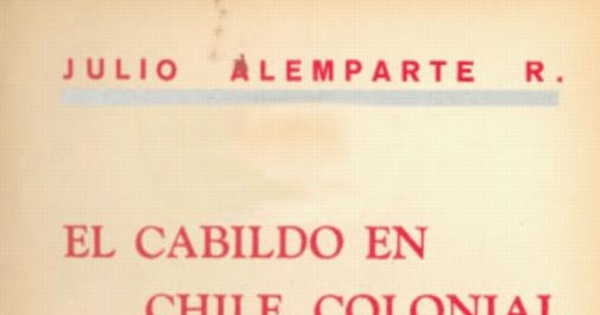 JULIO ALEMPARTE R.
EL CABILDO EN
CHILE COLONIAL